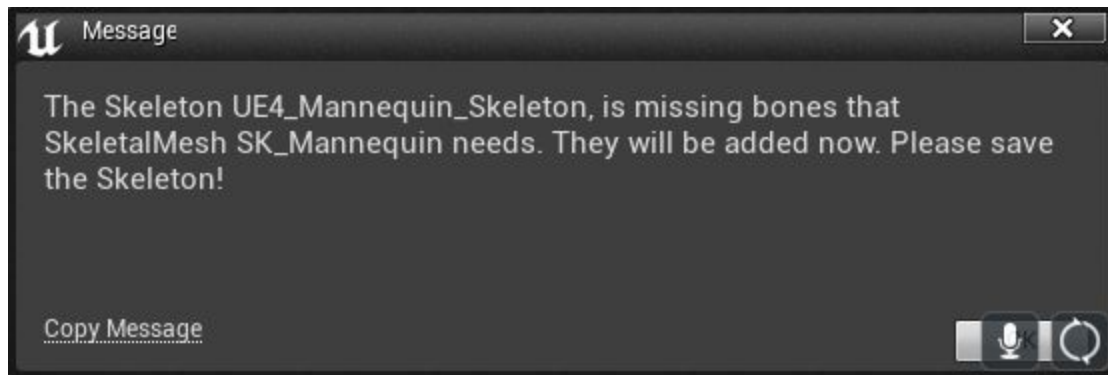 Message
The Skeleton UE4_Mannequin_Skeleton, is missing bones that
SkeletalMesh SK_Mannequin needs. They will be added now. Please save
the Skeleton!
Copy Message